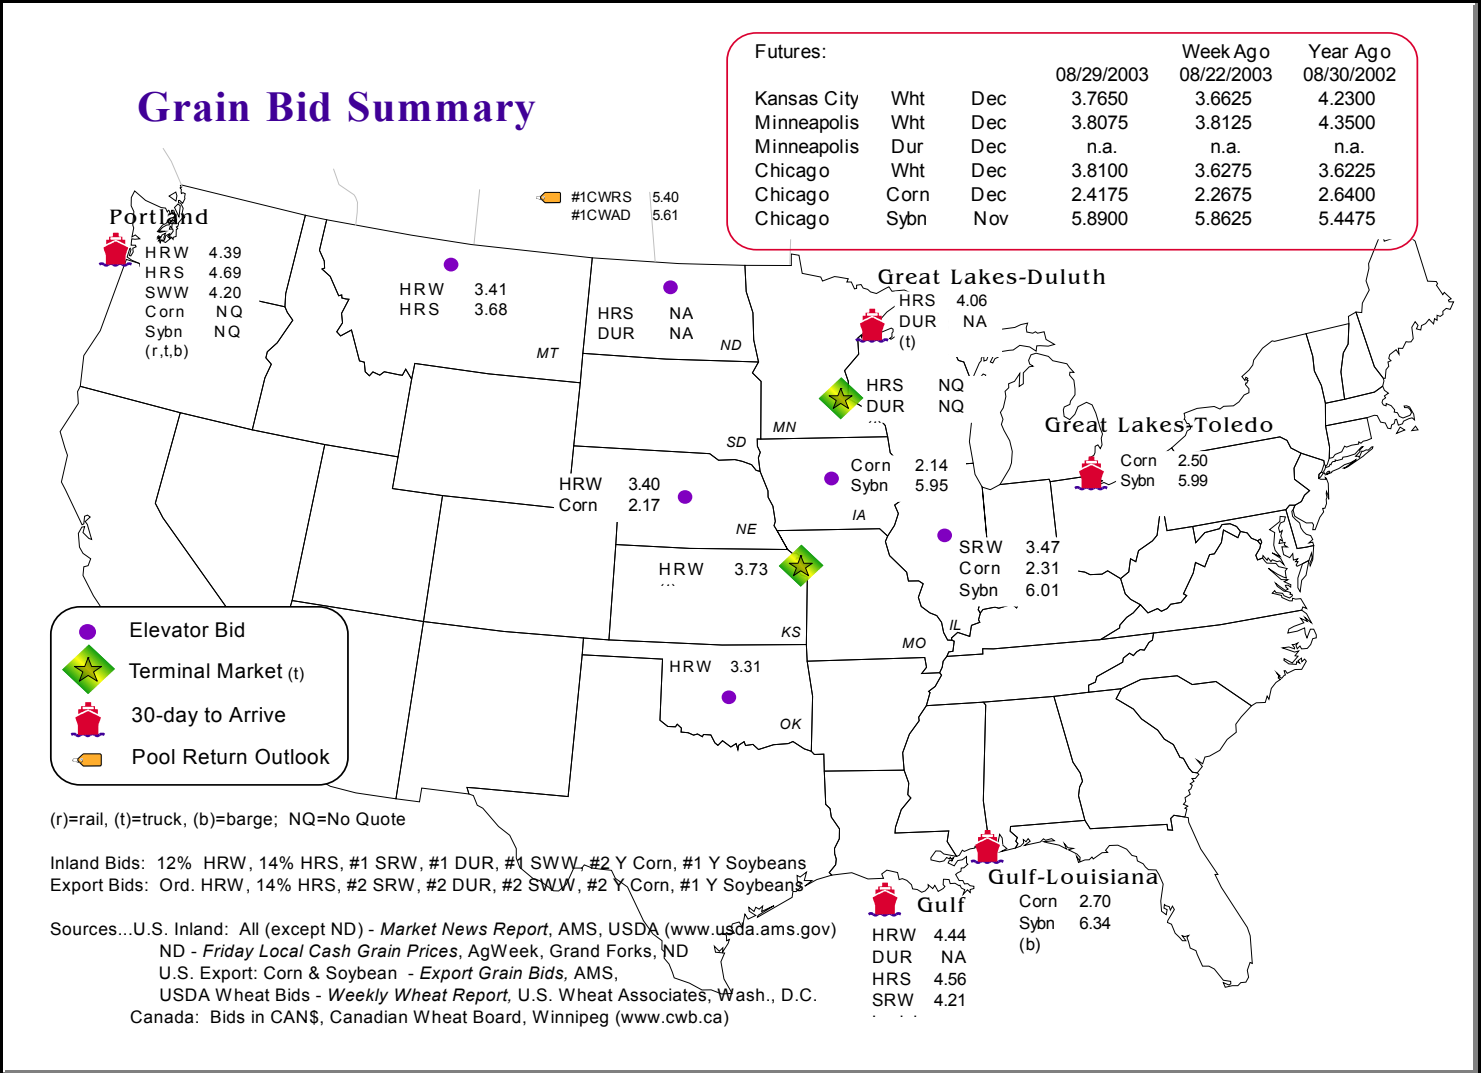 Grain Bid Summary
Futures: Week Ago Year Ago
08/29/2003 08/22/2003 08/30/2002
Kansas City Wht Dec 3.7650 3.6625 4.2300
Minneapolis Wht Dec 3.8075 3.8125 4.3500
Minneapolis Dur Dec n.a. n.a. n.a.
Chicago Wht Dec 3.8100 3.6275 3.6225
Chicago Corn Dec 2.4175 2.2675 2.6400
Chicago Sybn Nov 5.8900 5.8625 5.4475
#1CWRS 5.40
#1CWAD 5.61
Portland
HRW 4.39
HRS 4.69
SWW 4.20
Corn NQ
Sybn NQ
(r,t,b)
HRW 3.41
HRS 3.68
MT
HRS NA
DUR NA
ND
Great Lakes-Duluth
HRS 4.06
DUR NA
(t)
HRS NQ
DUR NQ
MN
SD
Great Lakes-Toledo
Corn 2.50
Sybn 5.99
Corn 2.14
Sybn 5.95
IA
HRW 3.40
Corn 2.17
NE
SRW 3.47
Corn 2.31
Sybn 6.01
IL
HRW 3.73
KS
MO
HRW 3.31
OK
Elevator Bid
Terminal Market (t)
30-day to Arrive
Pool Return Outlook
Gulf-Louisiana
Corn 2.70
Sybn 6.34
(b)
Gulf
HRW 4.44
DUR NA
HRS 4.56
SRW 4.21
(r)=rail, (t)=truck, (b)=barge; NQ=No Quote
Inland Bids: 12% HRW, 14% HRS, #1 SRW, #1 DUR, #1 SWW, #2 Y Corn, #1 Y Soybeans
Export Bids: Ord. HRW, 14% HRS, #2 SRW, #2 DUR, #2 SWW, #2 Y Corn, #1 Y Soybeans
Sources...U.S. Inland: All (except ND) - Market News Report, AMS, USDA (www.usda.ams.gov)
ND - Friday Local Cash Grain Prices, AgWeek, Grand Forks, ND
U.S. Export: Corn & Soybean - Export Grain Bids, AMS,
USDA Wheat Bids - Weekly Wheat Report, U.S. Wheat Associates, Wash., D.C.
Canada: Bids in CAN$, Canadian Wheat Board, Winnipeg (www.cwb.ca)